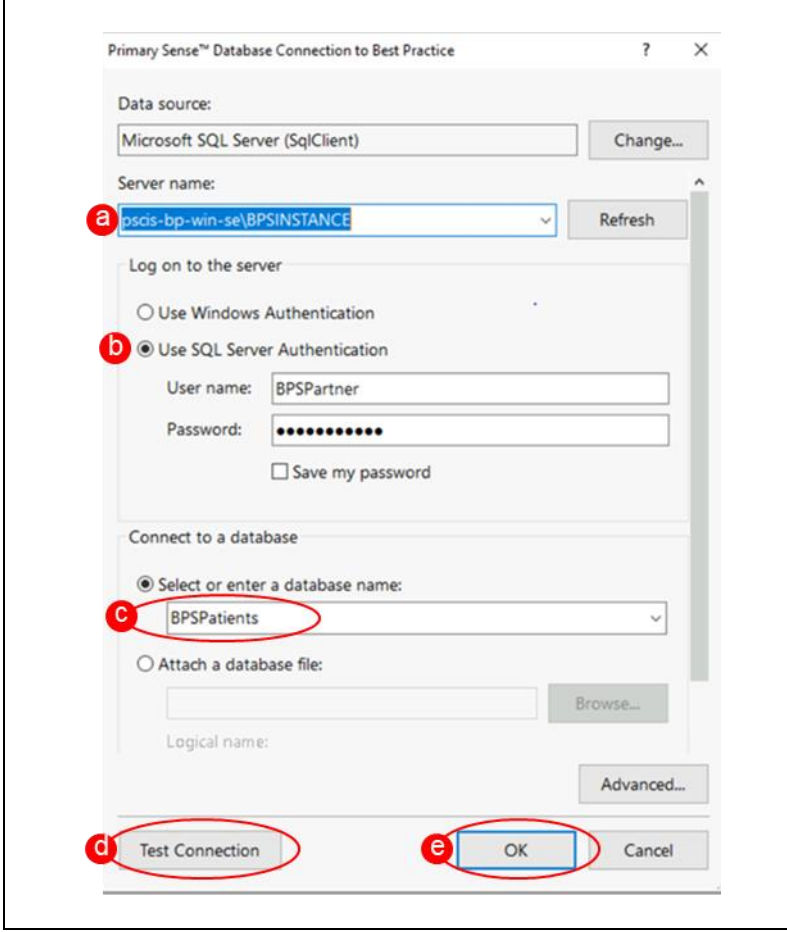 Primary Sense™ Database Connection to Best Practice ? ×
Data source:
Microsoft SQL Server (SqlClient) Change...
Server name:
a pscis-bp-win-se\BPSINSTANCE Refresh
Log on to the server
Use Windows Authentication
b Use SQL Server Authentication
User name: BPSPartner
Password: ●●●●●●●●●●●
Save my password
Connect to a database
Select or enter a database name:
c BPSPatients
Attach a database file:
Browse...
Logical name:
Advanced...
d Test Connection e OK Cancel